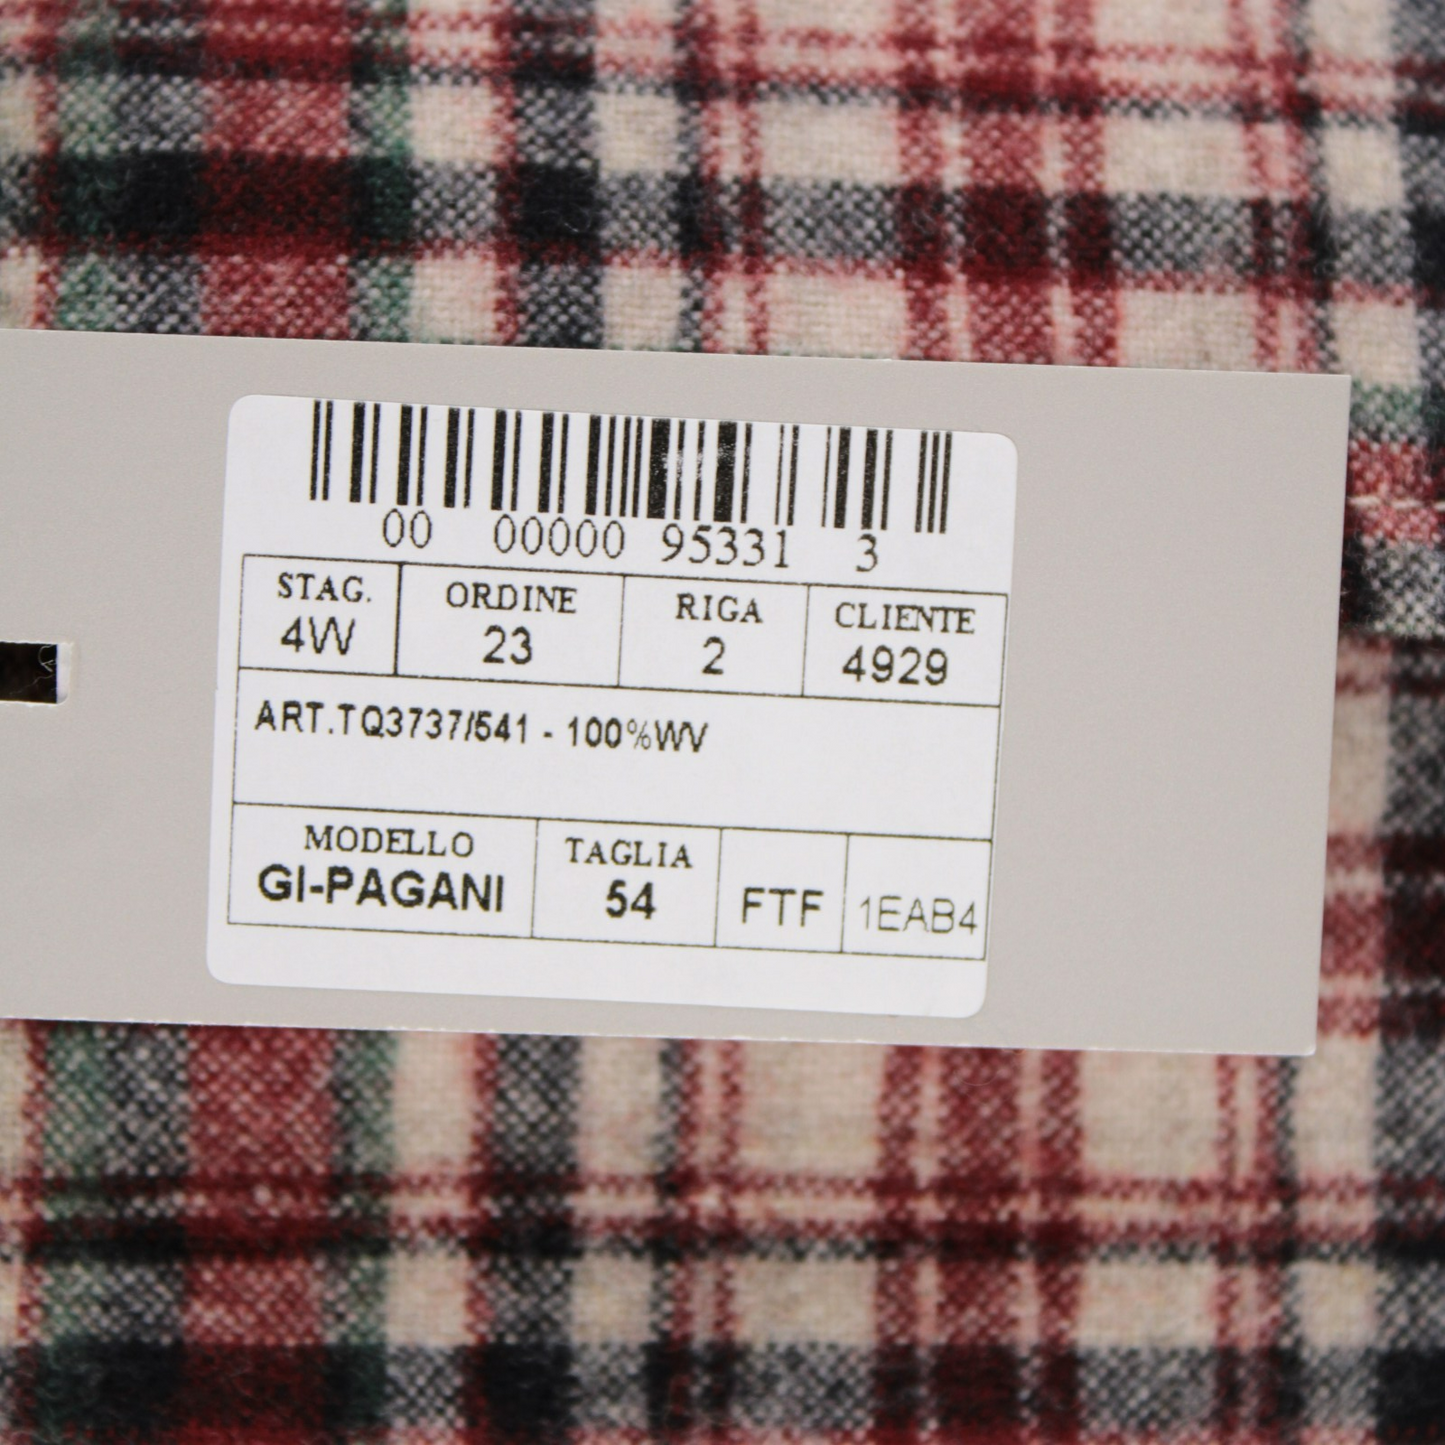 00 00000 95331 3
STAG. ORDINE RIGA CLIENTE
4W 23 2 4929
ART.TQ3737/541 - 100%WV
MODELLO TAGLIA
GI-PAGANI 54 FTF 1EAB4